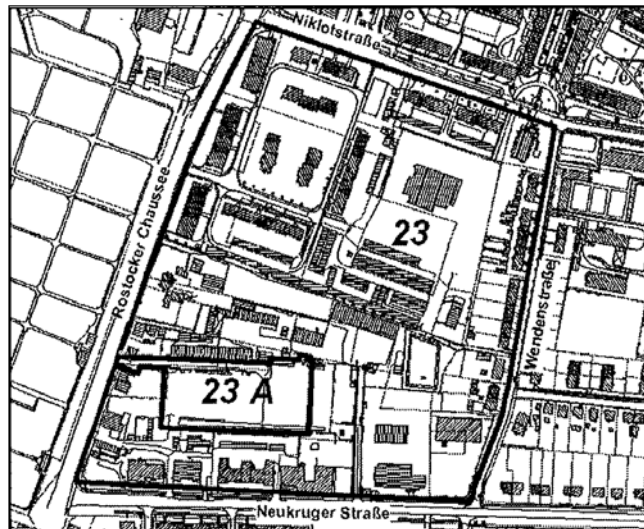 Niklotstraße
Rostocker Chaussee
23
Wendenstraße
23 A
Neukruger Straße